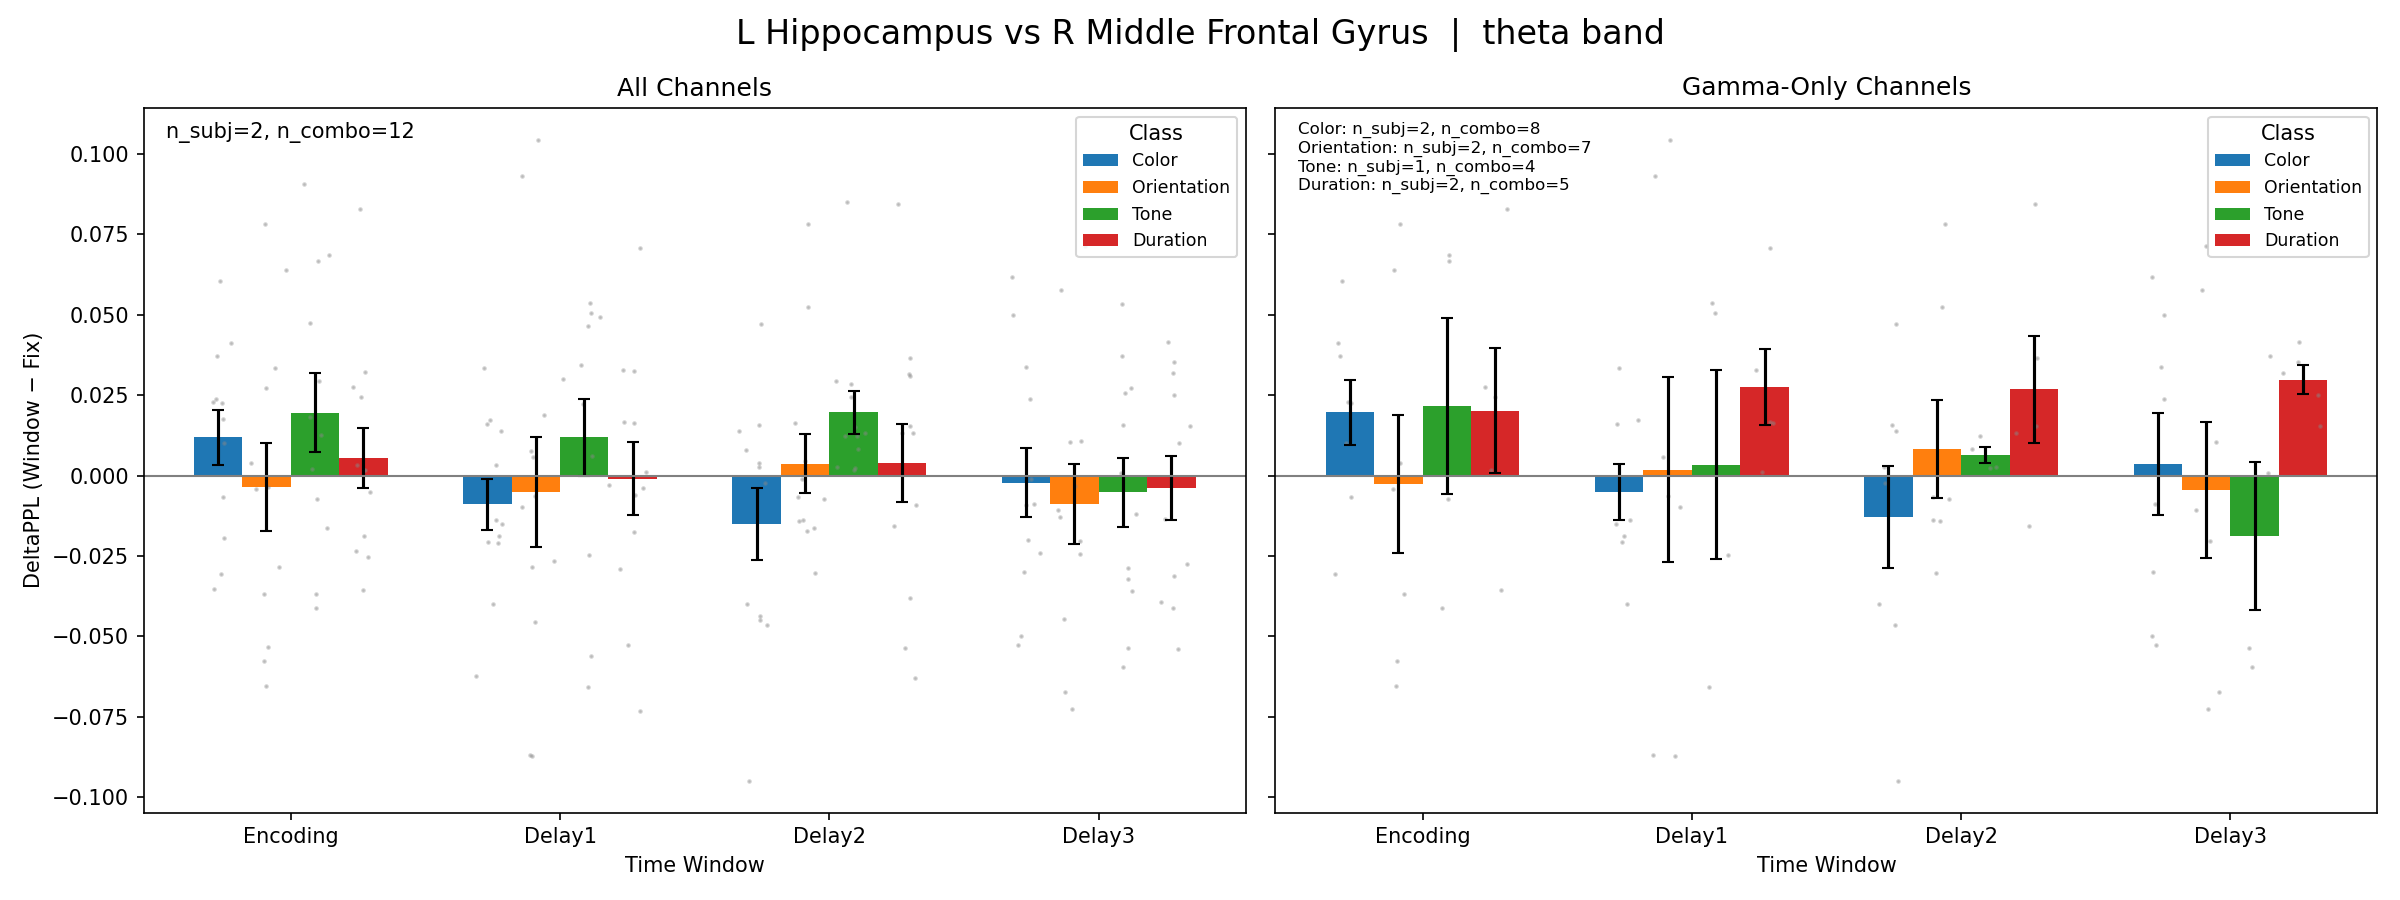 L Hippocampus vs R Middle Frontal Gyrus | theta band
All Channels
n_subj=2, n_combo=12
Class
Color
Orientation
Tone
Duration
DeltaPPL (Window − Fix)
0.100
0.075
0.050
0.025
0.000
−0.025
−0.050
−0.075
−0.100
Encoding Delay1 Delay2 Delay3
Time Window
Gamma-Only Channels
Color: n_subj=2, n_combo=8
Orientation: n_subj=2, n_combo=7
Tone: n_subj=1, n_combo=4
Duration: n_subj=2, n_combo=5
Class
Color
Orientation
Tone
Duration
Encoding Delay1 Delay2 Delay3
Time Window